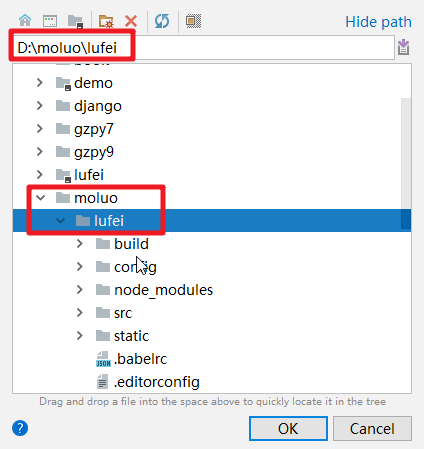 Hide path
D:\moluo\lufei
demo
django
gzpy7
gzpy9
lufei
moluo
lufei
build
config
node_modules
src
static
.babelrc
.editorconfig
Drag and drop a file into the space above to quickly locate it in the tree
?
OK
Cancel